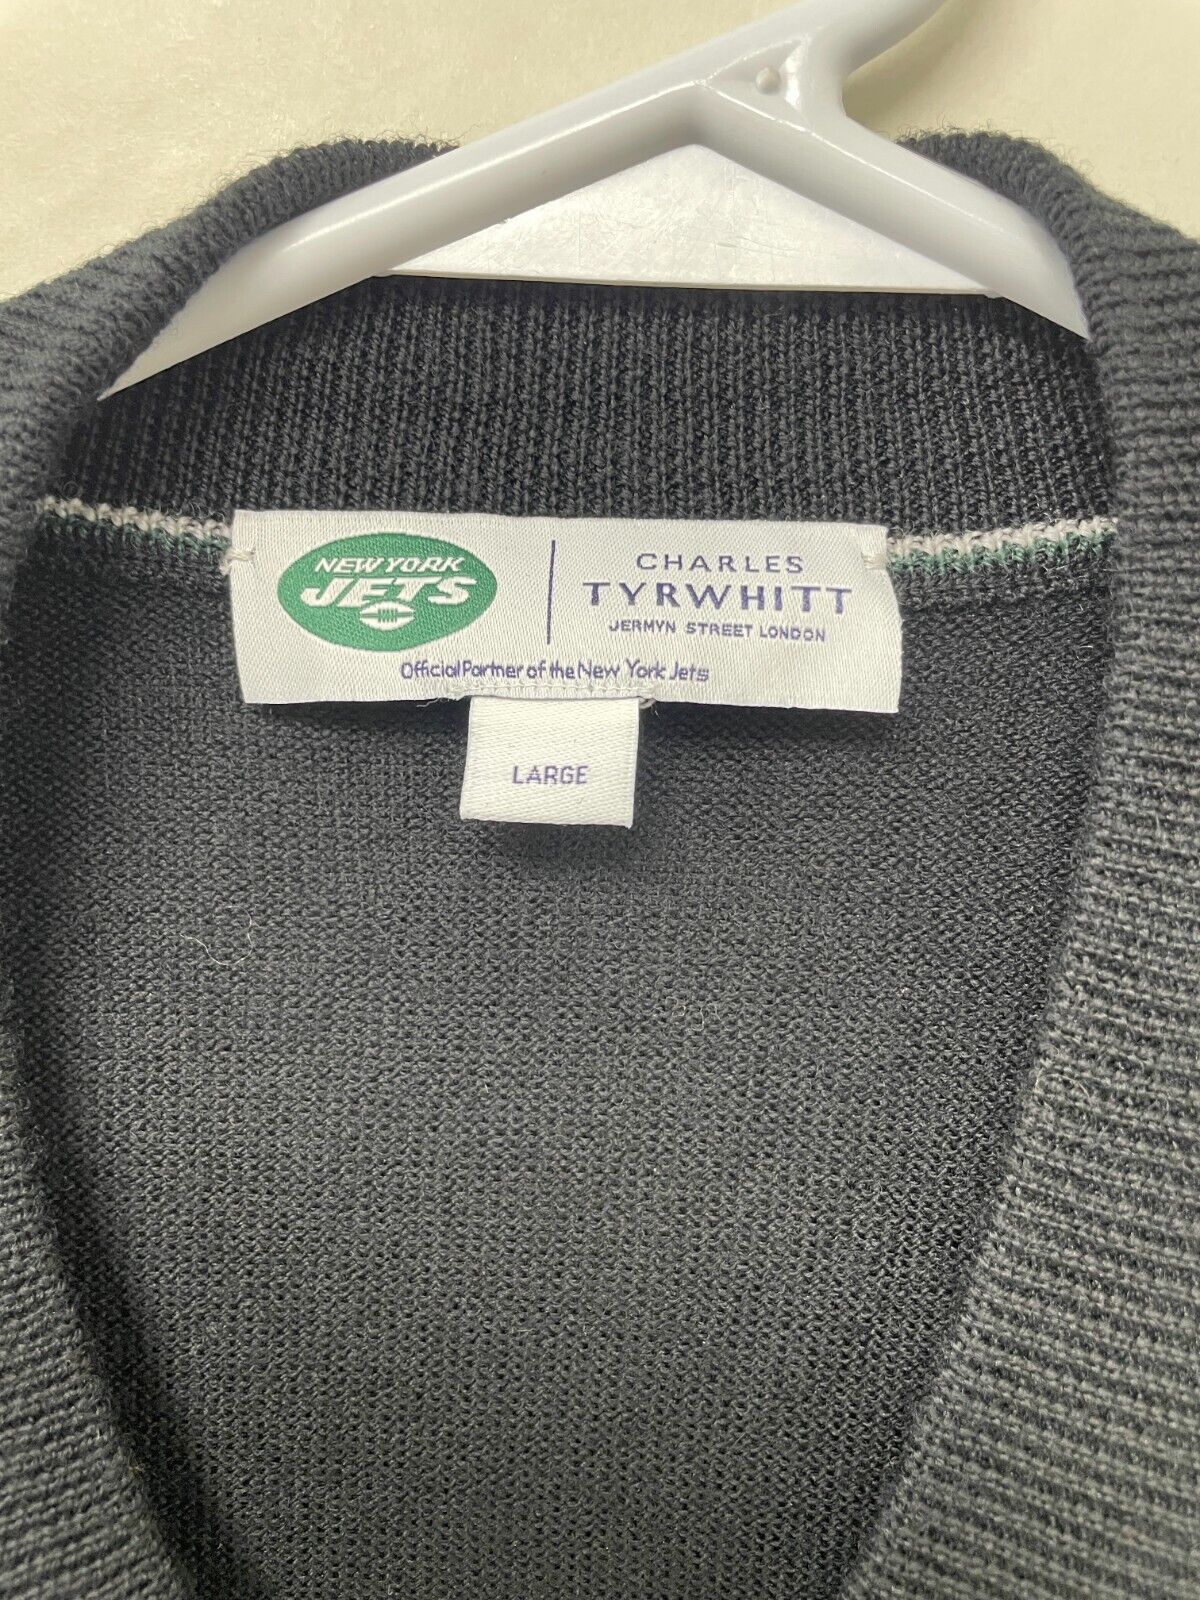 NEW YORK
JETS
CHARLES
TYRWHITT
JERMYN STREET LONDON
Official Partner of the New York Jets
LARGE